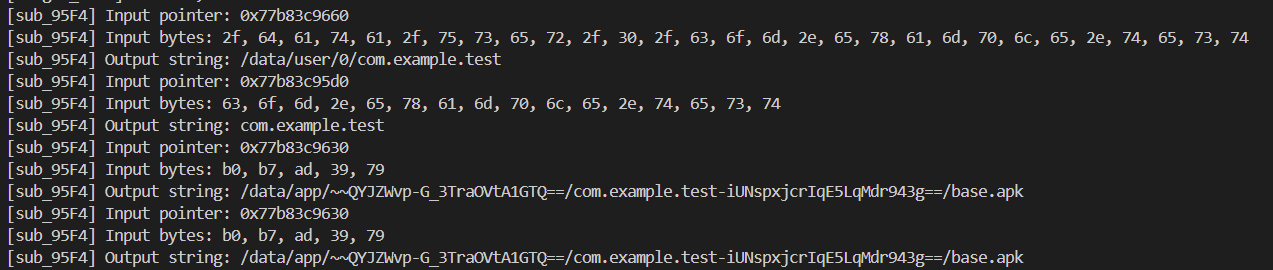 [sub_95F4] Input pointer: 0x77b83c9660
[sub_95F4] Input bytes: 2f, 64, 61, 74, 61, 2f, 75, 73, 65, 72, 2f, 30, 2f, 63, 6f, 6d, 2e, 65, 78, 61, 6d, 70, 6c, 65, 2e, 74, 65, 73, 74
[sub_95F4] Output string: /data/user/0/com.example.test
[sub_95F4] Input pointer: 0x77b83c95d0
[sub_95F4] Input bytes: 63, 6f, 6d, 2e, 65, 78, 61, 6d, 70, 6c, 65, 2e, 74, 65, 73, 74
[sub_95F4] Output string: com.example.test
[sub_95F4] Input pointer: 0x77b83c9630
[sub_95F4] Input bytes: b0, b7, ad, 39, 79
[sub_95F4] Output string: /data/app/~~QYJZWvp-G_3TraOVtA1GTQ==/com.example.test-iUNspxjcrIqE5LqMdr943g==/base.apk
[sub_95F4] Input pointer: 0x77b83c9630
[sub_95F4] Input bytes: b0, b7, ad, 39, 79
[sub_95F4] Output string: /data/app/~~QYJZWvp-G_3TraOVtA1GTQ==/com.example.test-iUNspxjcrIqE5LqMdr943g==/base.apk